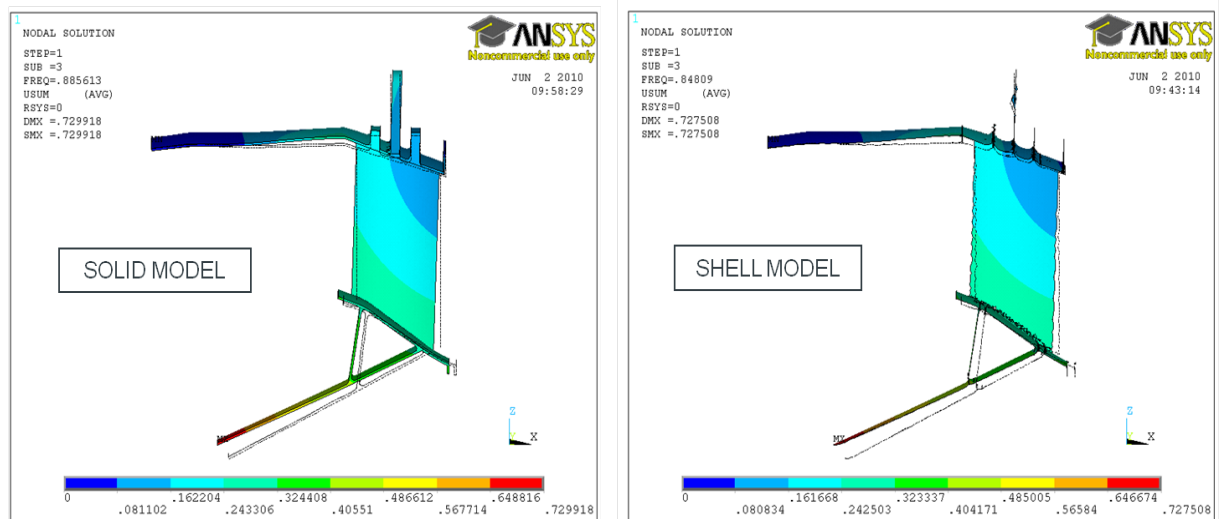 1
NODAL SOLUTION
STEP=1
SUB =3
FREQ=.885613
USUM (AVG)
RSYS=0
DMX =.729918
SMX =.729918
ANSYS
Noncommercial use only
JUN 2 2010
09:58:29
SOLID MODEL
MX
Z
Y
X
0 .162204 .324408 .486612 .648816
.081102 .243306 .40551 .567714 .729918
1
NODAL SOLUTION
STEP=1
SUB =3
FREQ=.84809
USUM (AVG)
RSYS=0
DMX =.727508
SMX =.727508
ANSYS
Noncommercial use only
JUN 2 2010
09:43:14
SHELL MODEL
MX
Z
Y
X
0 .161668 .323337 .485005 .646674
.080834 .242503 .404171 .56584 .727508